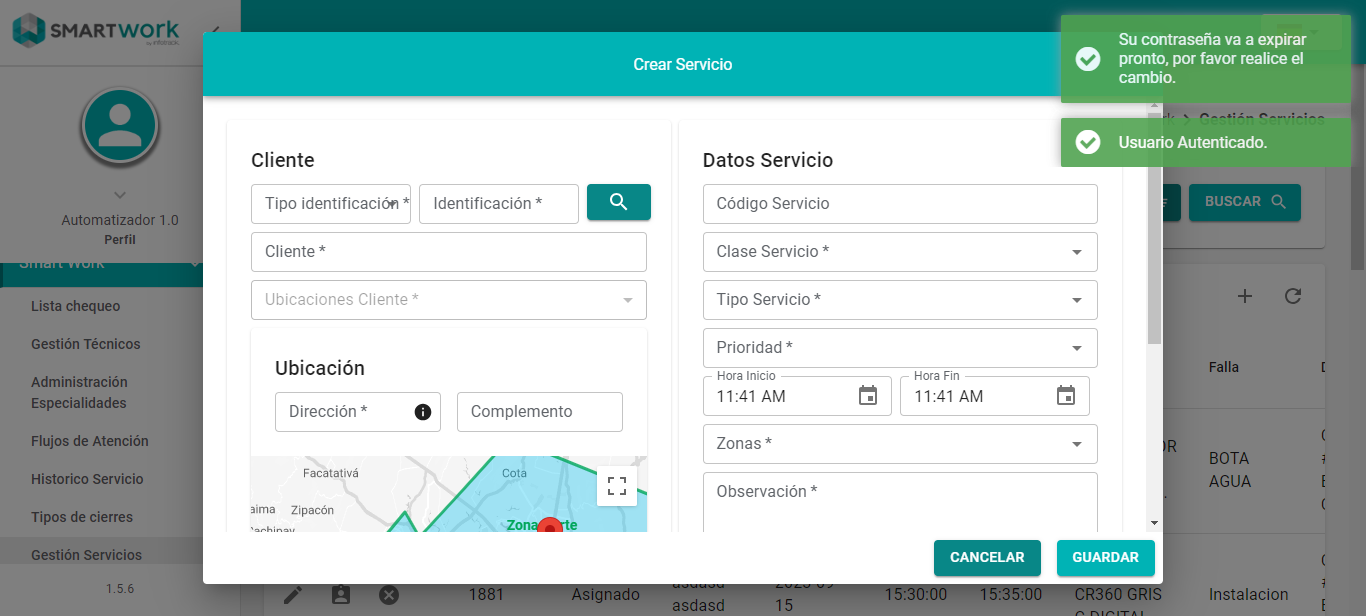 SMARTWORK
by infotrack
Automatizador 1.0
Perfil
Smart Work
Lista chequeo
Gestión Técnicos
Administración
Especialidades
Flujos de Atención
Historico Servicio
Tipos de cierres
Gestión Servicios
1.5.6
Crear Servicio
Su contraseña va a expirar
pronto, por favor realice el
cambio.
Usuario Autenticado.
Gestión Servicios
BUSCAR
Cliente
Tipo identificación *
Identificación *
Cliente *
Ubicaciones Cliente *
Ubicación
Dirección *
Complemento
Facatativá
Cota
Zipacón
Datos Servicio
Código Servicio
Clase Servicio *
Tipo Servicio *
Prioridad *
Hora Inicio
11:41 AM
Hora Fin
11:41 AM
Zonas *
Observación *
CANCELAR
GUARDAR
Falla
BOTA
AGUA
1881
Asignado
asdasd
asdasd
15
15:30:00
15:35:00
CR360 GRIS
Instalacion